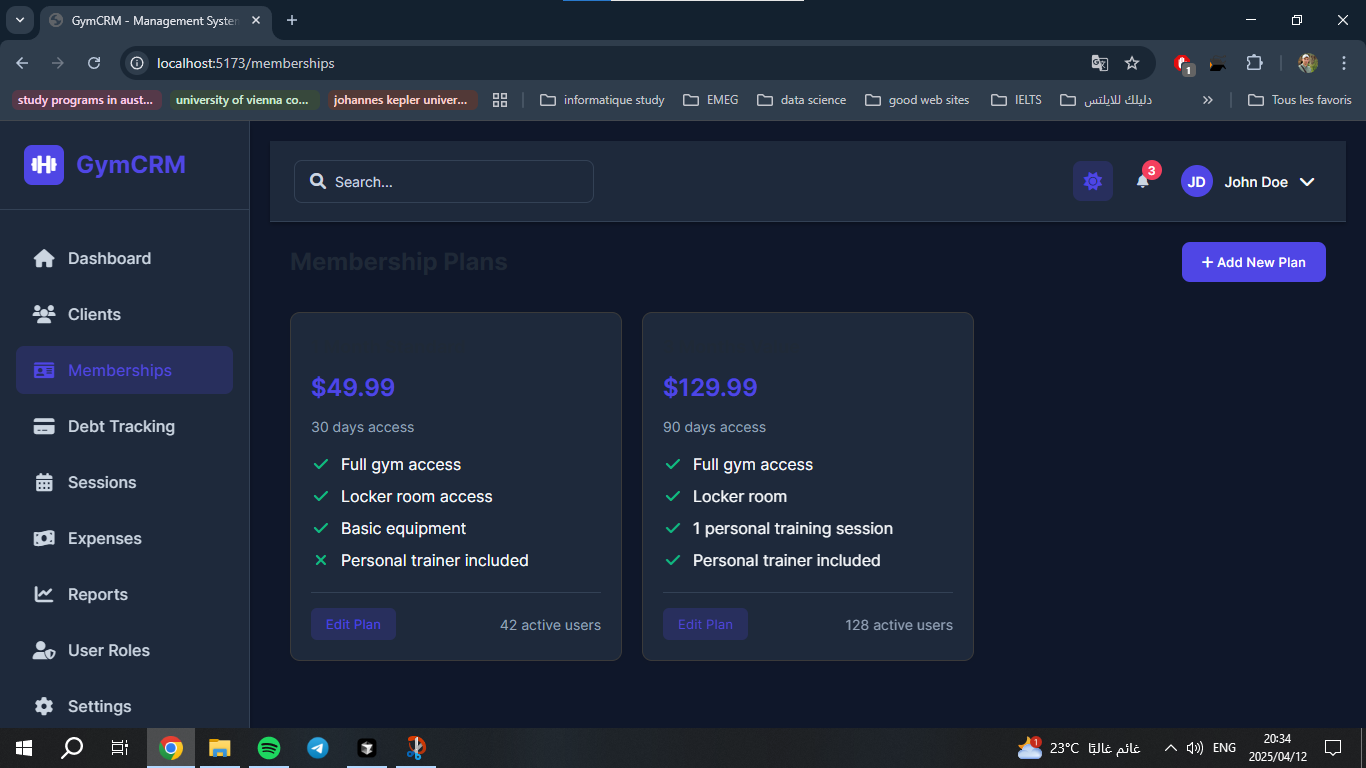 GymCRM - Management System
localhost:5173/memberships
1
study programs in aust...
university of vienna co...
johannes kepler univer...
informatique study
EMEG
data science
good web sites
IELTS
دليلك للايلتس
Tous les favoris
GymCRM
Search...
3
JD
John Doe
Dashboard
Clients
Memberships
Debt Tracking
Sessions
Expenses
Reports
User Roles
Settings
Membership Plans
+ Add New Plan
$49.99
30 days access
Full gym access
Locker room access
Basic equipment
Personal trainer included
Edit Plan
42 active users
$129.99
90 days access
Full gym access
Locker room
1 personal training session
Personal trainer included
Edit Plan
128 active users
1
23°C غائم غالبًا
ENG
20:34
2025/04/12